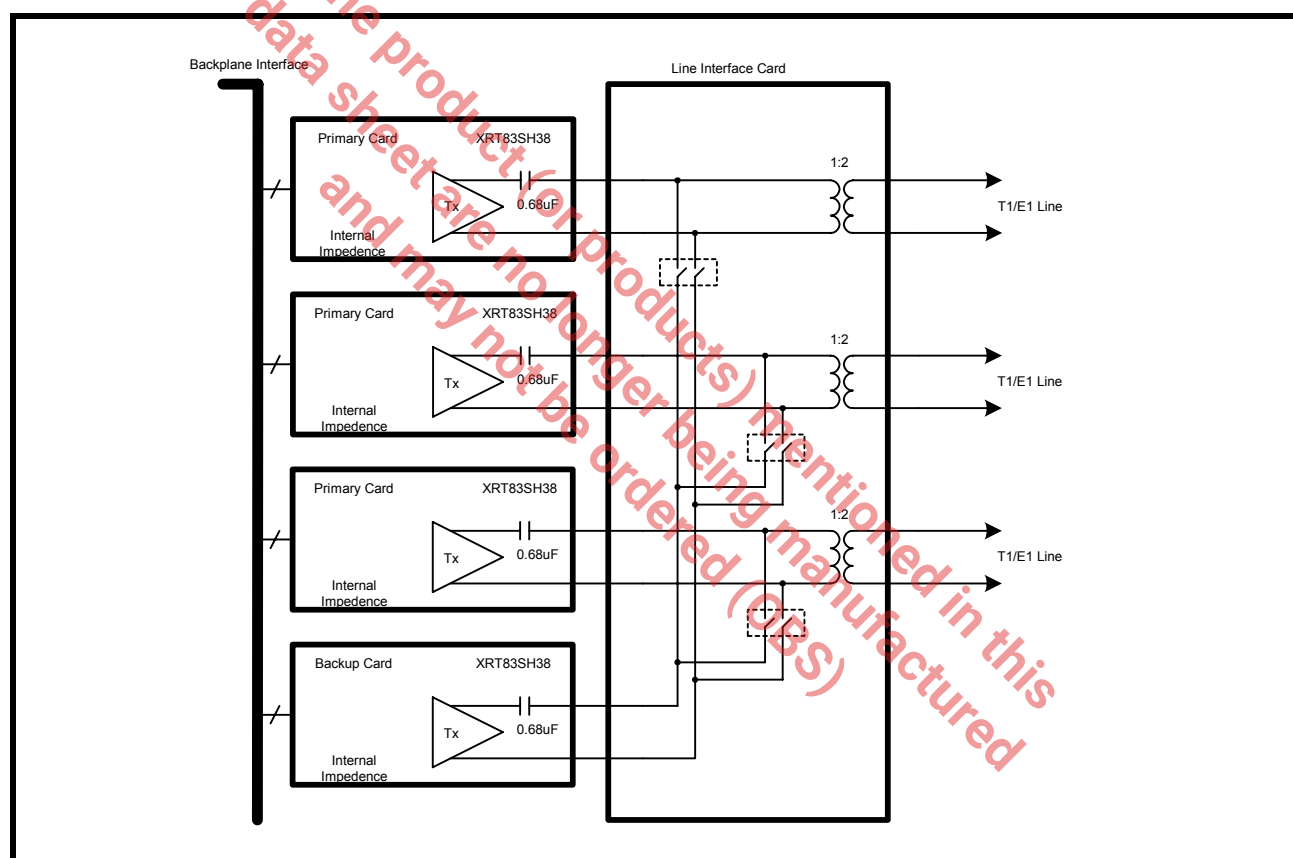 Backplane Interface
Line Interface Card
Primary Card
XRT83SH38
Tx
0.68uF
Internal
Impedence
1:2
T1/E1 Line
Primary Card
XRT83SH38
Tx
0.68uF
Internal
Impedence
1:2
T1/E1 Line
Primary Card
XRT83SH38
Tx
0.68uF
Internal
Impedence
1:2
T1/E1 Line
Backup Card
XRT83SH38
Tx
0.68uF
Internal
Impedence
product (or products) mentioned in this
data sheet are no longer being manufactured
and may not be ordered (OBS)